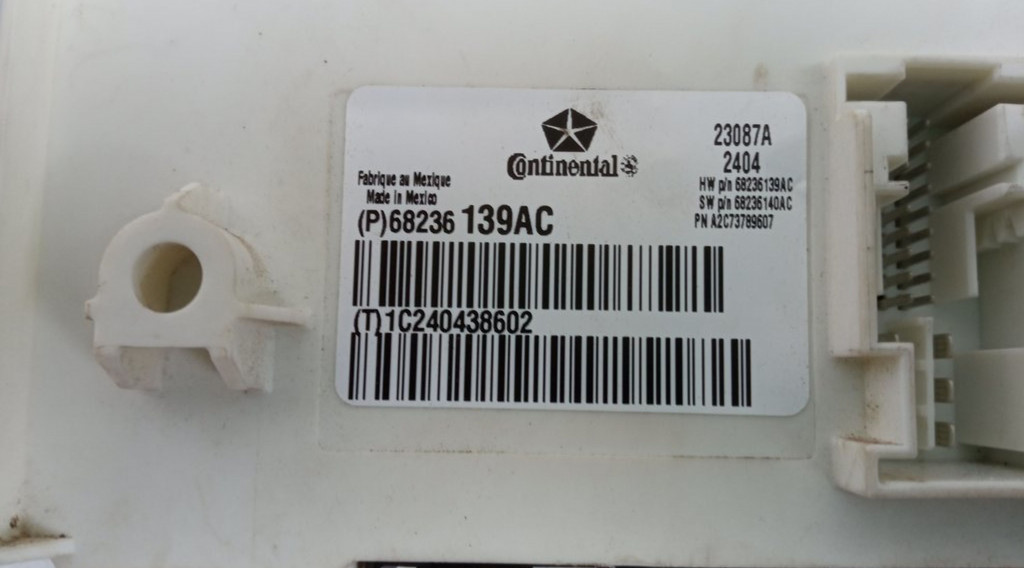 Continental
23087A
2404
HW p/n 68236139AC
SW p/n 68236140AC
PN A2C73789607
Fabrique au Mexique
Made in Mexico
(P)68236 139AC
(T)1C240438602